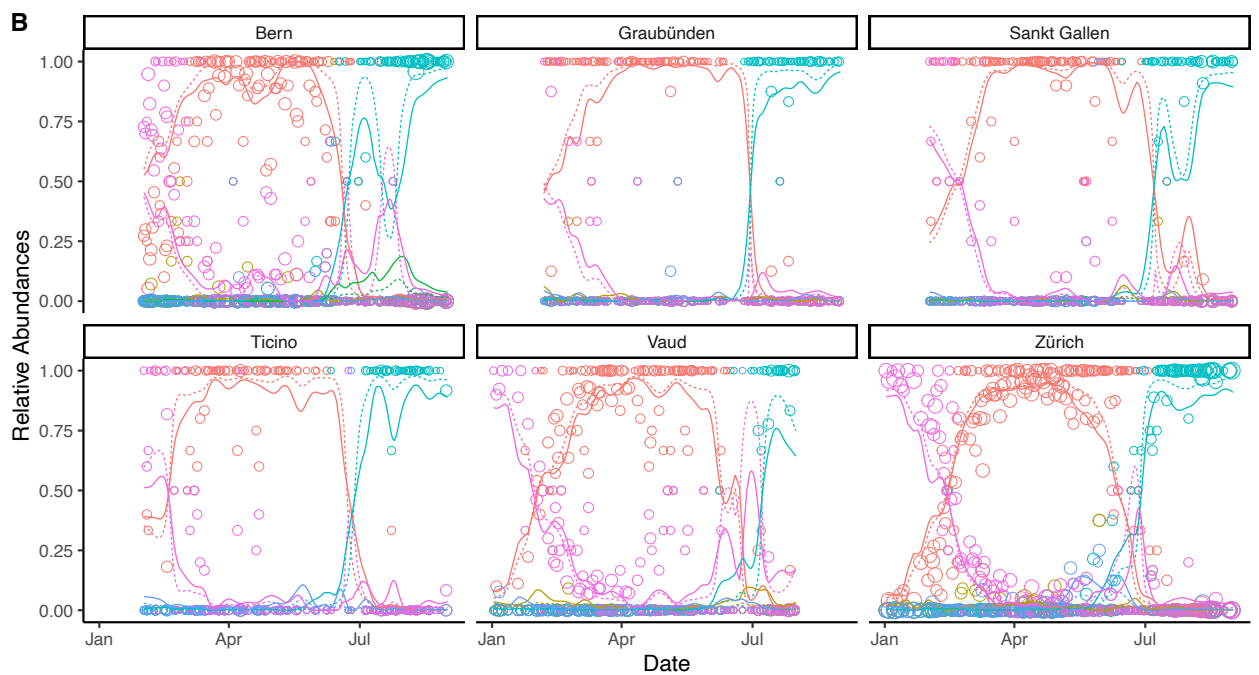 B
Bern
Graubünden
Sankt Gallen
1.00
0.75
0.50
0.25
0.00
Ticino
Vaud
Zürich
1.00
0.75
0.50
0.25
0.00
Relative Abundances
Jan Apr Jul
Jan Apr Jul
Jan Apr Jul
Date